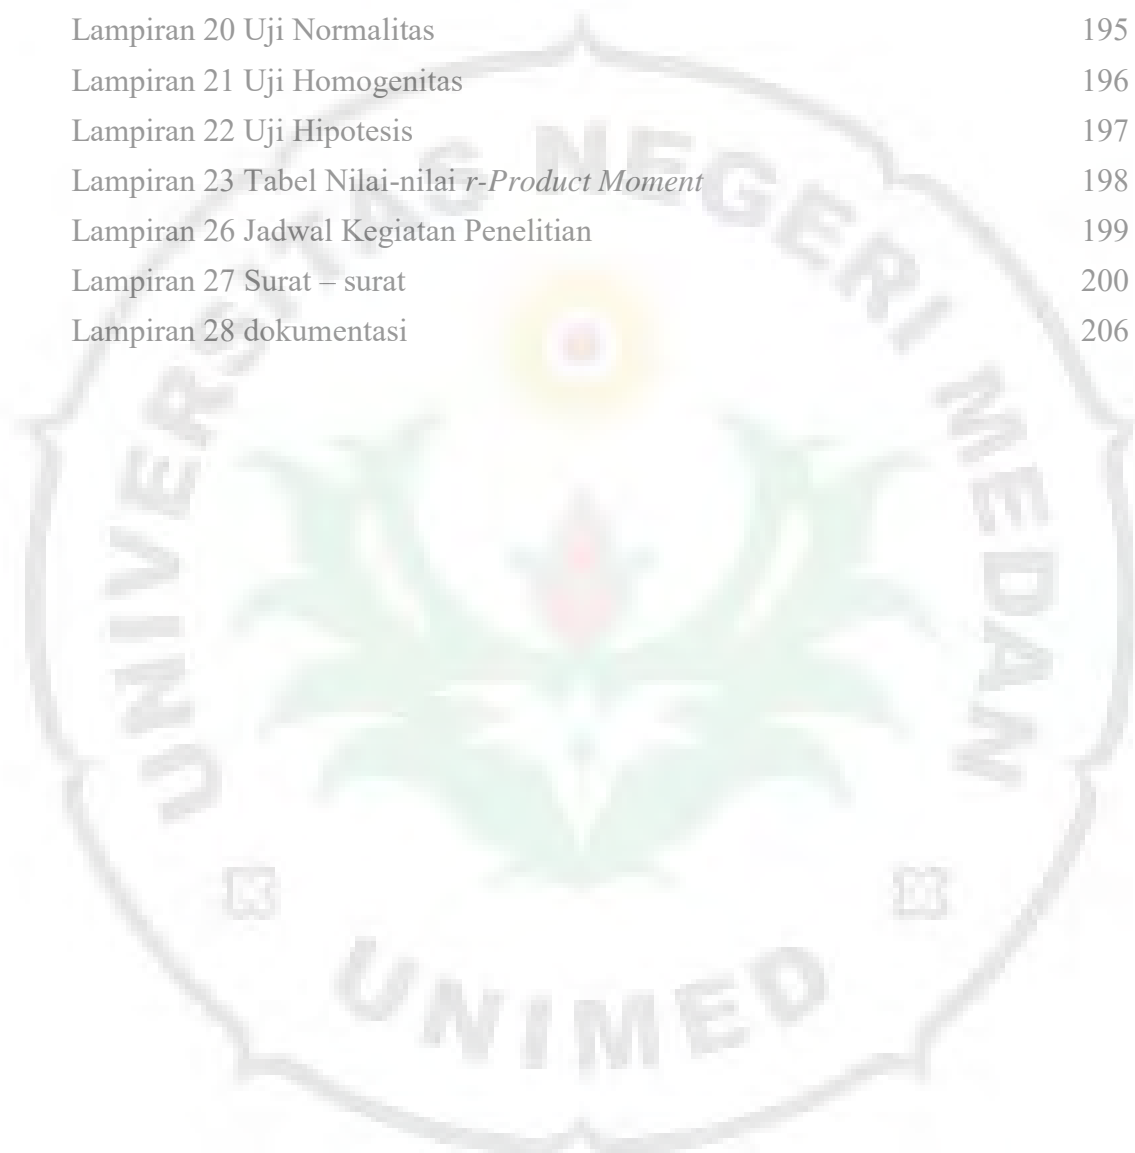 Lampiran 20 Uji Normalitas 195
Lampiran 21 Uji Homogenitas 196
Lampiran 22 Uji Hipotesis 197
Lampiran 23 Tabel Nilai-nilai r-Product Moment 198
Lampiran 26 Jadwal Kegiatan Penelitian 199
Lampiran 27 Surat – surat 200
Lampiran 28 dokumentasi 206
UNIVERSITAS NEGERI MEDAN
UNIMED